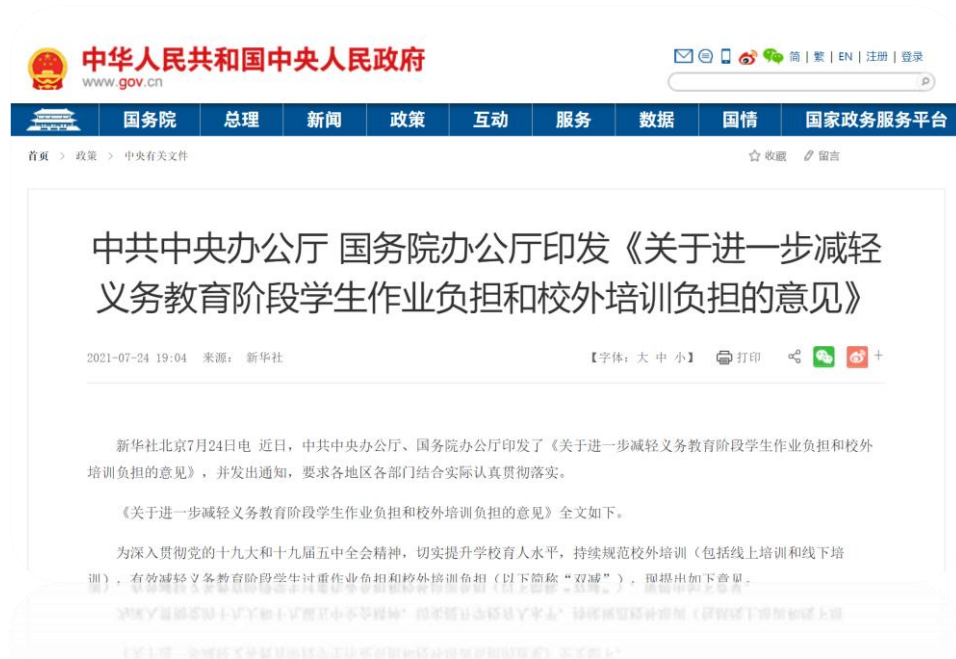 中华人民共和国中央人民政府
www.gov.cn
简 | 繁 | EN | 注册 | 登录
国务院 总理 新闻 政策 互动 服务 数据 国情 国家政务服务平台
首页 > 政策 > 中央有关文件
收藏 留言
中共中央办公厅 国务院办公厅印发《关于进一步减轻
义务教育阶段学生作业负担和校外培训负担的意见》
2021-07-24 19:04 来源： 新华社
【字体：大 中 小】 打印 +
新华社北京7月24日电 近日，中共中央办公厅、国务院办公厅印发了《关于进一步减轻义务教育阶段学生作业负担和校外
培训负担的意见》，并发出通知，要求各地区各部门结合实际认真贯彻落实。
《关于进一步减轻义务教育阶段学生作业负担和校外培训负担的意见》全文如下。
为深入贯彻党的十九大和十九届五中全会精神，切实提升学校育人水平，持续规范校外培训（包括线上培训和线下培
训），有效减轻义务教育阶段学生过重作业负担和校外培训负担（以下简称“双减”），现提出如下意见。